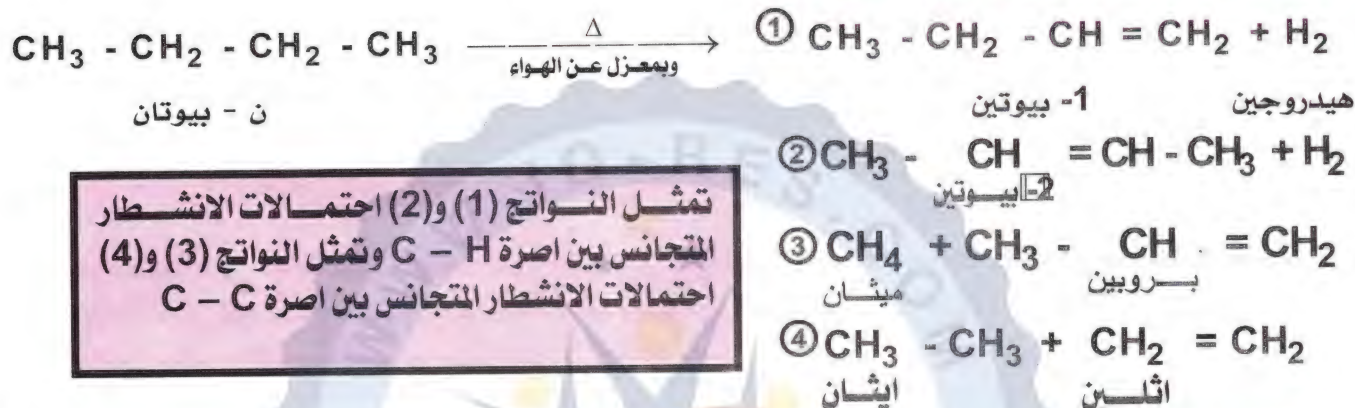 CH₃ - CH₂ - CH₂ - CH₃ —Δ→ ① CH₃ - CH₂ - CH = CH₂ + H₂
وبمعزل عن الهواء
ن - بيوتان
1- بيوتين هيدروجين
② CH₃ - CH = CH - CH₃ + H₂
2- بيوتين
③ CH₄ + CH₃ - CH = CH₂
ميثان بروبين
④ CH₃ - CH₃ + CH₂ = CH₂
ايثان اثلين
تمثل النواتج (1) و(2) احتمالات الانشطار
المتجانس بين اصرة C – H وتمثل النواتج (3) و(4)
احتمالات الانشطار المتجانس بين اصرة C – C